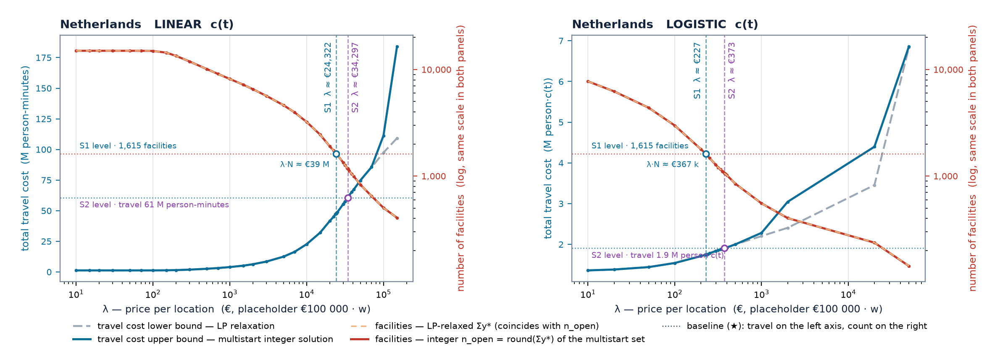 Netherlands LINEAR c(t)
total travel cost (M person-minutes)
175
150
125
100
75
50
25
0
S1 λ ≈ €24,322
S2 λ ≈ €34,297
S1 level · 1,615 facilities
λ·N ≈ €39 M
S2 level · travel 61 M person-minutes
10,000
1,000
number of facilities (log, same scale in both panels)
10¹ 10² 10³ 10⁴ 10⁵
λ — price per location (€, placeholder €100 000 · w)
Netherlands LOGISTIC c(t)
total travel cost (M person·c(t))
7
6
5
4
3
2
S1 λ ≈ €227
S2 λ ≈ €373
S1 level · 1,615 facilities
λ·N ≈ €367 k
S2 level · travel 1.9 M person·c(t)
10,000
1,000
number of facilities (log, same scale in both panels)
10¹ 10² 10³ 10⁴
λ — price per location (€, placeholder €100 000 · w)
travel cost lower bound — LP relaxation
travel cost upper bound — multistart integer solution
facilities — LP-relaxed Σy* (coincides with n_open)
facilities — integer n_open = round(Σy*) of the multistart set
baseline (★): travel on the left axis, count on the right